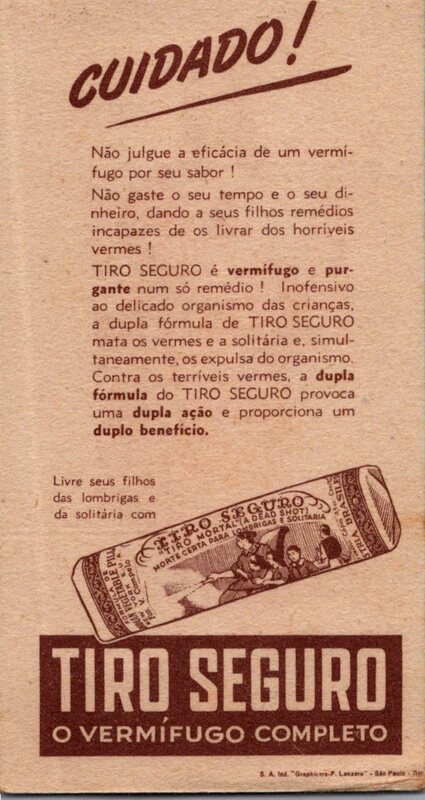 CUIDADO!
Não julgue a eficácia de um vermí-
fugo por seu sabor !
Não gaste o seu tempo e o seu di-
nheiro, dando a seus filhos remédios
incapazes de os livrar dos horríveis
vermes !
TIRO SEGURO é vermífugo e pur-
gante num só remédio ! Inofensivo
ao delicado organismo das crianças,
a dupla fórmula de TIRO SEGURO
mata os vermes e a solitária e, simul-
taneamente, os expulsa do organismo.
Contra os terríveis vermes, a dupla
fórmula do TIRO SEGURO provoca
uma dupla ação e proporciona um
duplo benefício.
Livre seus filhos
das lombrigas e
da solitária com
TIRO SEGURO
"TIRO MORTAL" (A DEAD SHOT)
MORTE CERTA PARA LOMBRIGAS E SOLITARIA
TIRO SEGURO
O VERMÍFUGO COMPLETO
S. A. Ind. "Graphicars-F. Lanzara" - São Paulo -